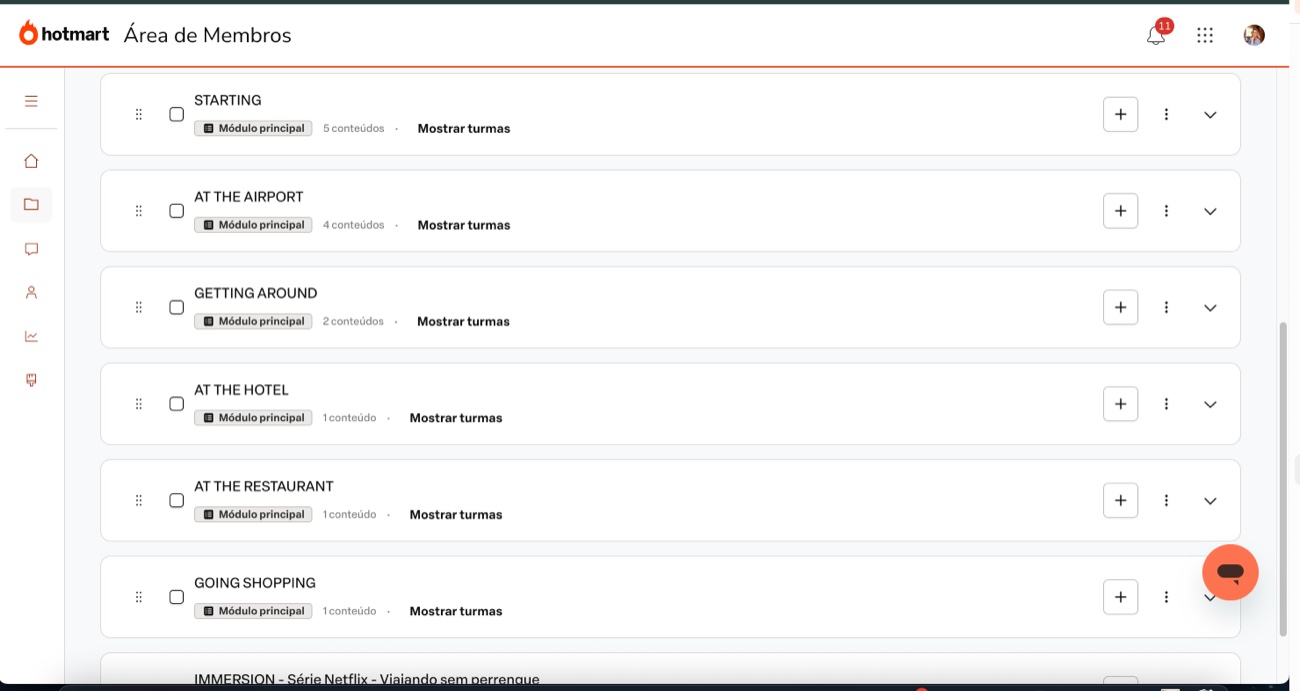 hotmart Área de Membros
11
STARTING
Módulo principal 5 conteúdos · Mostrar turmas
AT THE AIRPORT
Módulo principal 4 conteúdos · Mostrar turmas
GETTING AROUND
Módulo principal 2 conteúdos · Mostrar turmas
AT THE HOTEL
Módulo principal 1 conteúdo · Mostrar turmas
AT THE RESTAURANT
Módulo principal 1 conteúdo · Mostrar turmas
GOING SHOPPING
Módulo principal 1 conteúdo · Mostrar turmas
IMMERSION - Série Netflix - Viajando sem perrengue